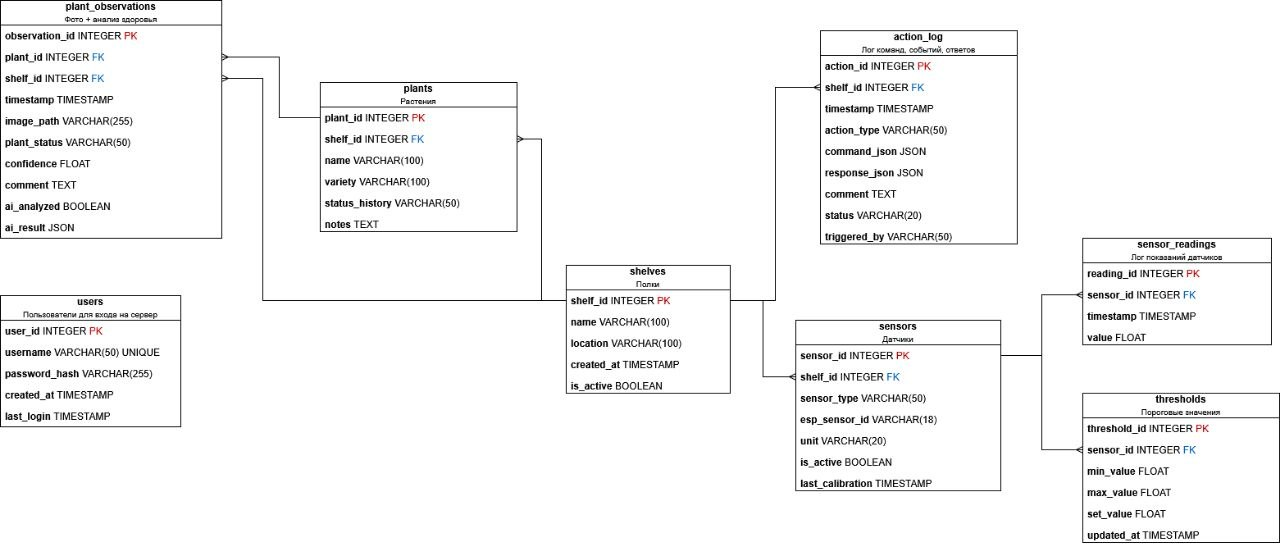 plant_observations
Фото + анализ здоровья
observation_id INTEGER PK
plant_id INTEGER FK
shelf_id INTEGER FK
timestamp TIMESTAMP
image_path VARCHAR(255)
plant_status VARCHAR(50)
confidence FLOAT
comment TEXT
ai_analyzed BOOLEAN
ai_result JSON
plants
Растения
plant_id INTEGER PK
shelf_id INTEGER FK
name VARCHAR(100)
variety VARCHAR(100)
status_history VARCHAR(50)
notes TEXT
action_log
Лог команд, событий, ответов
action_id INTEGER PK
shelf_id INTEGER FK
timestamp TIMESTAMP
action_type VARCHAR(50)
command_json JSON
response_json JSON
comment TEXT
status VARCHAR(20)
triggered_by VARCHAR(50)
users
Пользователи для входа на сервер
user_id INTEGER PK
username VARCHAR(50) UNIQUE
password_hash VARCHAR(255)
created_at TIMESTAMP
last_login TIMESTAMP
shelves
Полки
shelf_id INTEGER PK
name VARCHAR(100)
location VARCHAR(100)
created_at TIMESTAMP
is_active BOOLEAN
sensors
Датчики
sensor_id INTEGER PK
shelf_id INTEGER FK
sensor_type VARCHAR(50)
esp_sensor_id VARCHAR(18)
unit VARCHAR(20)
is_active BOOLEAN
last_calibration TIMESTAMP
sensor_readings
Лог показаний датчиков
reading_id INTEGER PK
sensor_id INTEGER FK
timestamp TIMESTAMP
value FLOAT
thresholds
Пороговые значения
threshold_id INTEGER PK
sensor_id INTEGER FK
min_value FLOAT
max_value FLOAT
set_value FLOAT
updated_at TIMESTAMP